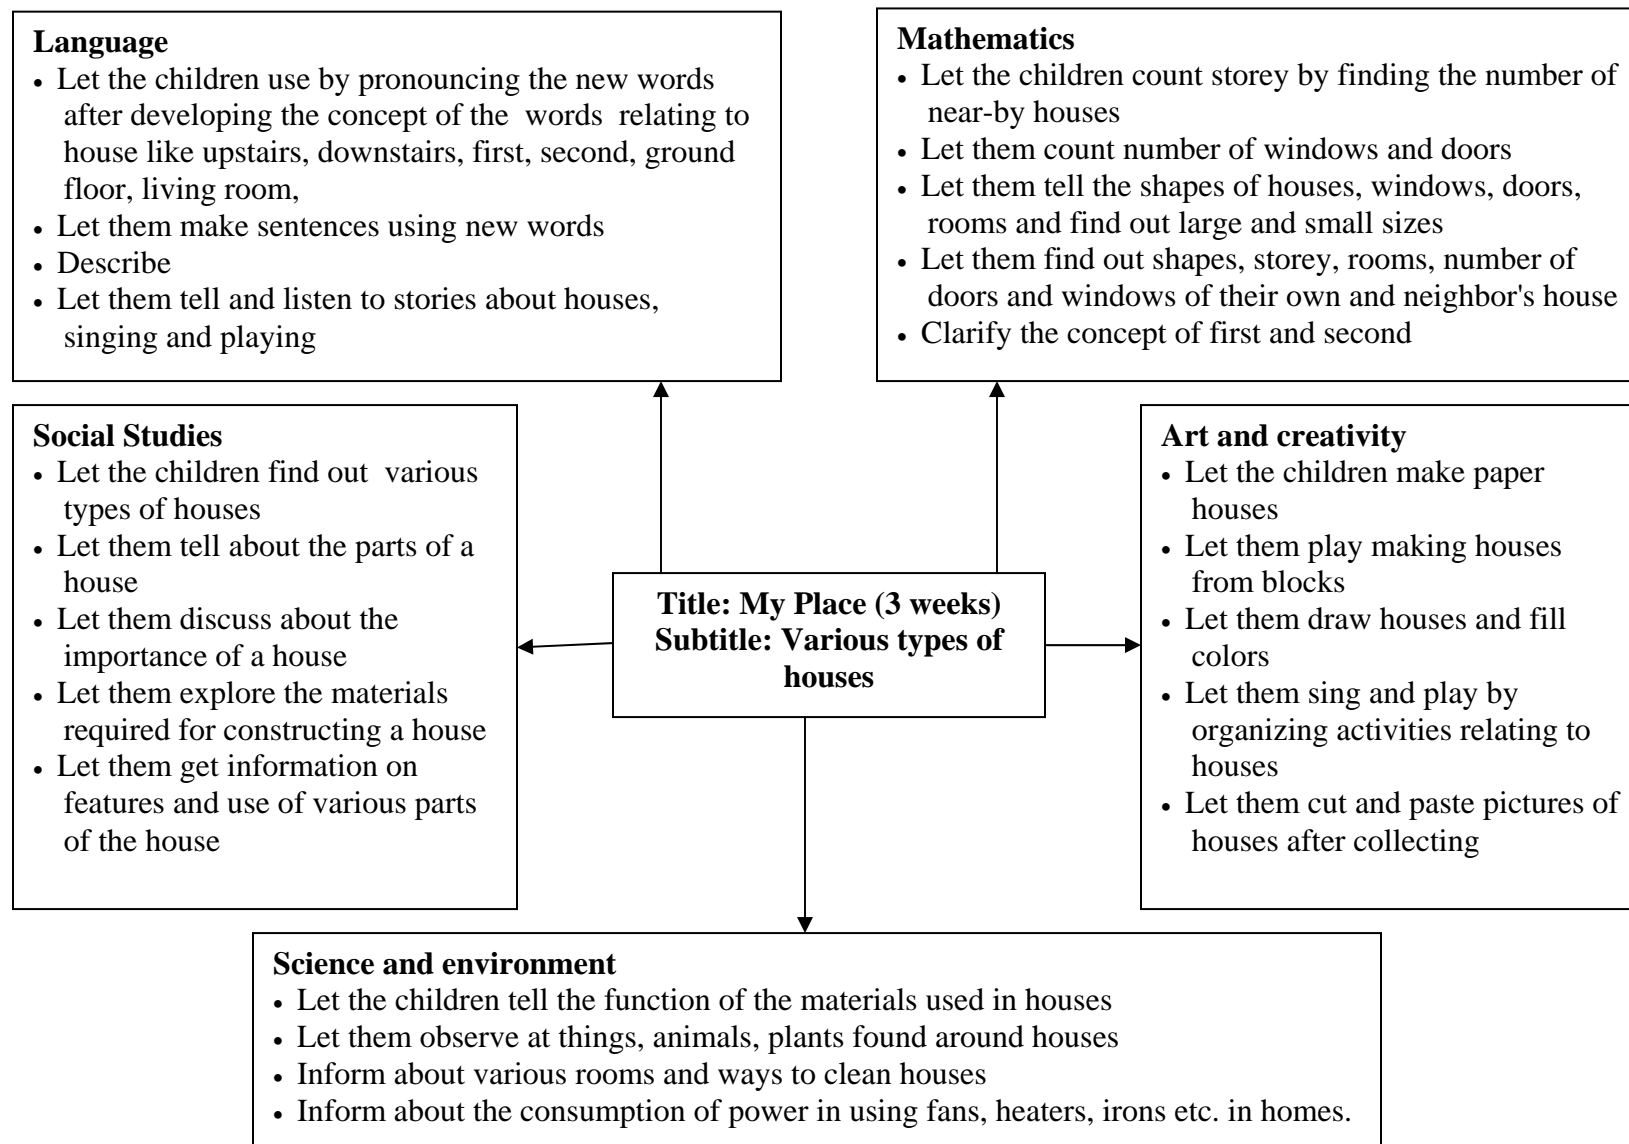 Language
• Let the children use by pronouncing the new words
after developing the concept of the words relating to
house like upstairs, downstairs, first, second, ground
floor, living room,
• Let them make sentences using new words
• Describe
• Let them tell and listen to stories about houses,
singing and playing
Mathematics
• Let the children count storey by finding the number of
near-by houses
• Let them count number of windows and doors
• Let them tell the shapes of houses, windows, doors,
rooms and find out large and small sizes
• Let them find out shapes, storey, rooms, number of
doors and windows of their own and neighbor's house
• Clarify the concept of first and second
Social Studies
• Let the children find out various
types of houses
• Let them tell about the parts of a
house
• Let them discuss about the
importance of a house
• Let them explore the materials
required for constructing a house
• Let them get information on
features and use of various parts
of the house
Title: My Place (3 weeks)
Subtitle: Various types of
houses
Art and creativity
• Let the children make paper
houses
• Let them play making houses
from blocks
• Let them draw houses and fill
colors
• Let them sing and play by
organizing activities relating to
houses
• Let them cut and paste pictures of
houses after collecting
Science and environment
• Let the children tell the function of the materials used in houses
• Let them observe at things, animals, plants found around houses
• Inform about various rooms and ways to clean houses
• Inform about the consumption of power in using fans, heaters, irons etc. in homes.